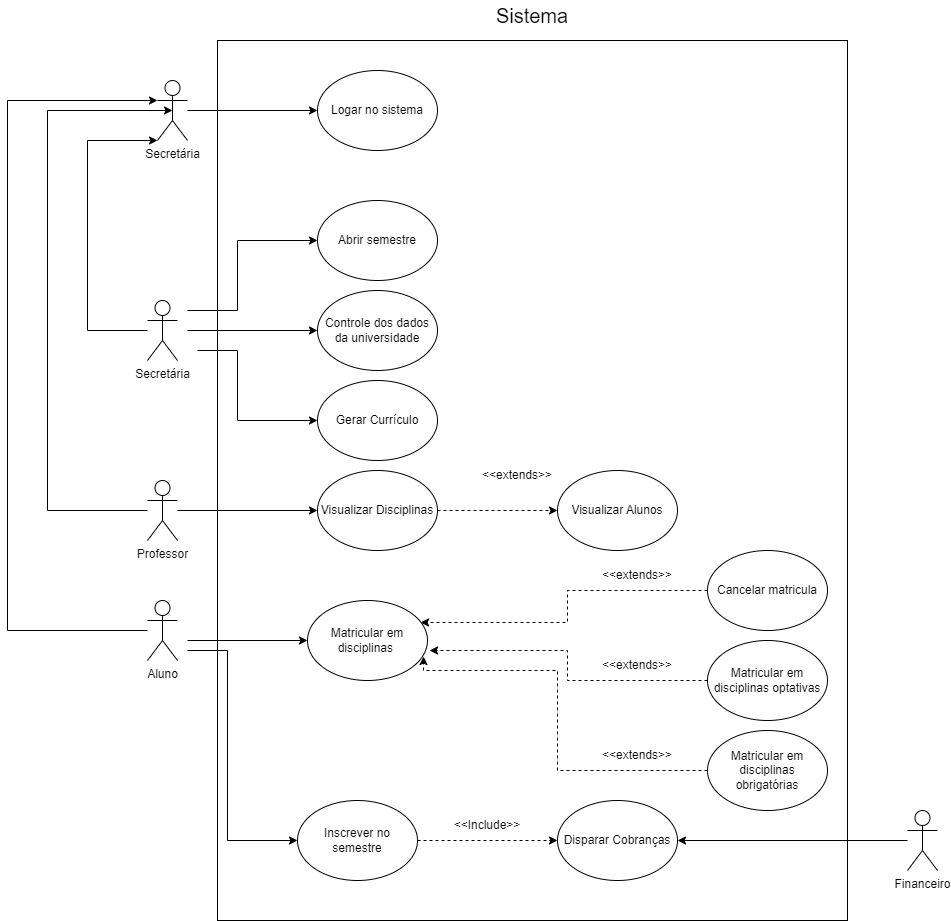 Sistema
Logar no sistema
Secretária
Abrir semestre
Controle dos dados
da universidade
Secretária
Gerar Currículo
<<extends>>
Visualizar Disciplinas
Visualizar Alunos
Professor
<<extends>>
Cancelar matricula
Matricular em
disciplinas
Aluno
<<extends>>
Matricular em
disciplinas optativas
<<extends>>
Matricular em
disciplinas
obrigatórias
<<Include>>
Inscrever no
semestre
Disparar Cobranças
Financeiro